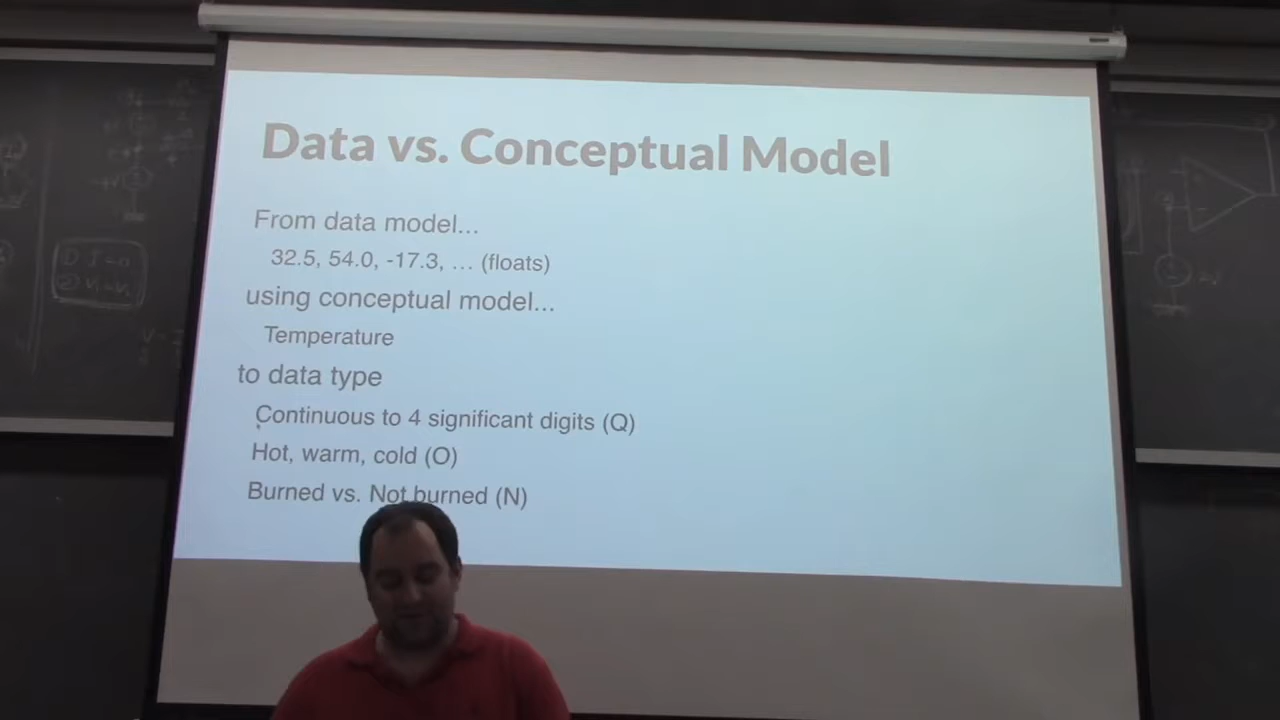 Data vs. Conceptual Model
From data model...
32.5, 54.0, -17.3, … (floats)
using conceptual model...
Temperature
to data type
Continuous to 4 significant digits (Q)
Hot, warm, cold (O)
Burned vs. Not burned (N)